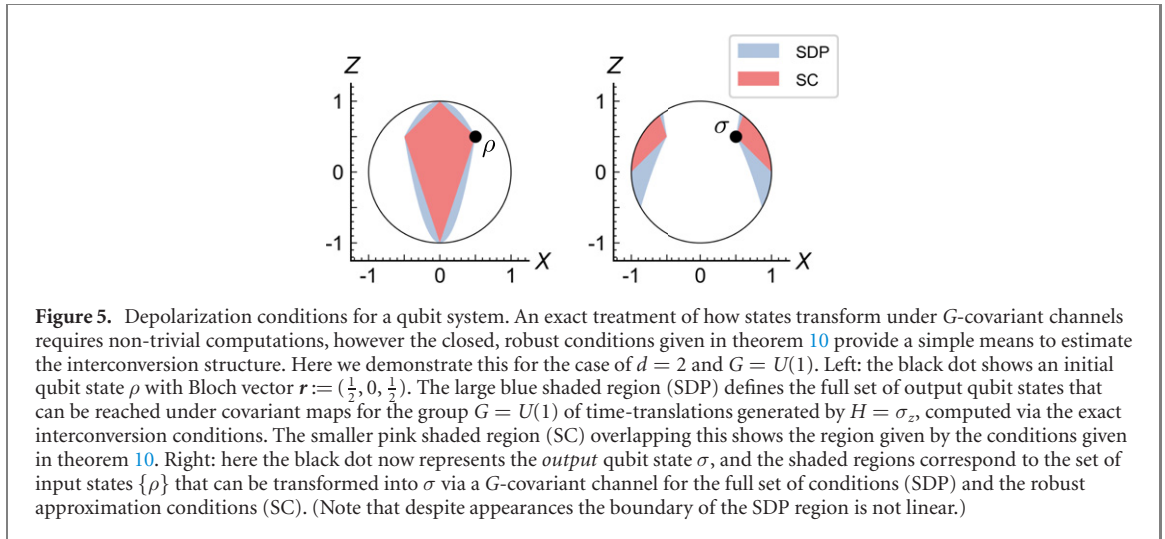 SDP
SC
Z
1
0
-1
-1
0
1
X
ρ
Z
1
0
-1
-1
0
1
X
σ
Figure 5. Depolarization conditions for a qubit system. An exact treatment of how states transform under G-covariant channels
requires non-trivial computations, however the closed, robust conditions given in theorem 10 provide a simple means to estimate
the interconversion structure. Here we demonstrate this for the case of d = 2 and G = U(1). Left: the black dot shows an initial
qubit state ρ with Bloch vector r := (1/2, 0, 1/2). The large blue shaded region (SDP) defines the full set of output qubit states that
can be reached under covariant maps for the group G = U(1) of time-translations generated by H = σz, computed via the exact
interconversion conditions. The smaller pink shaded region (SC) overlapping this shows the region given by the conditions given
in theorem 10. Right: here the black dot now represents the output qubit state σ, and the shaded regions correspond to the set of
input states {ρ} that can be transformed into σ via a G-covariant channel for the full set of conditions (SDP) and the robust
approximation conditions (SC). (Note that despite appearances the boundary of the SDP region is not linear.)